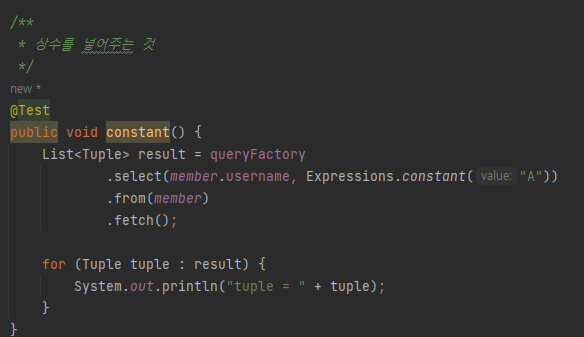 /**
 * 상수를 넣어주는 것
 */
new *
@Test
public void constant() {
    List<Tuple> result = queryFactory
            .select(member.username, Expressions.constant( value: "A"))
            .from(member)
            .fetch();
    for (Tuple tuple : result) {
        System.out.println("tuple = " + tuple);
    }
}